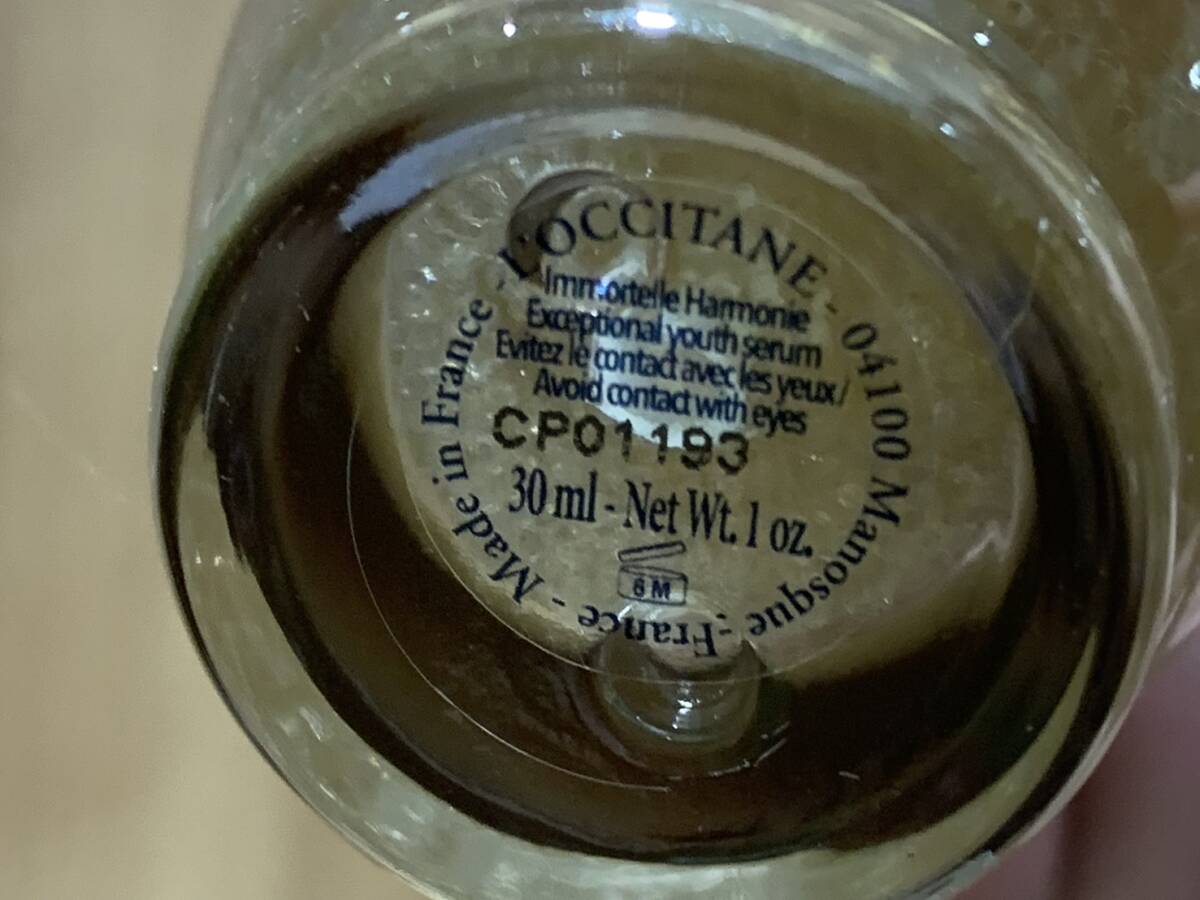 L'OCCITANE - 04100 Manosque - France - Made in France -
Immortelle Harmonie
Exceptional youth serum
Evitez le contact avec les yeux/
Avoid contact with eyes
CP01193
30 ml - Net Wt. 1 oz.
6 M